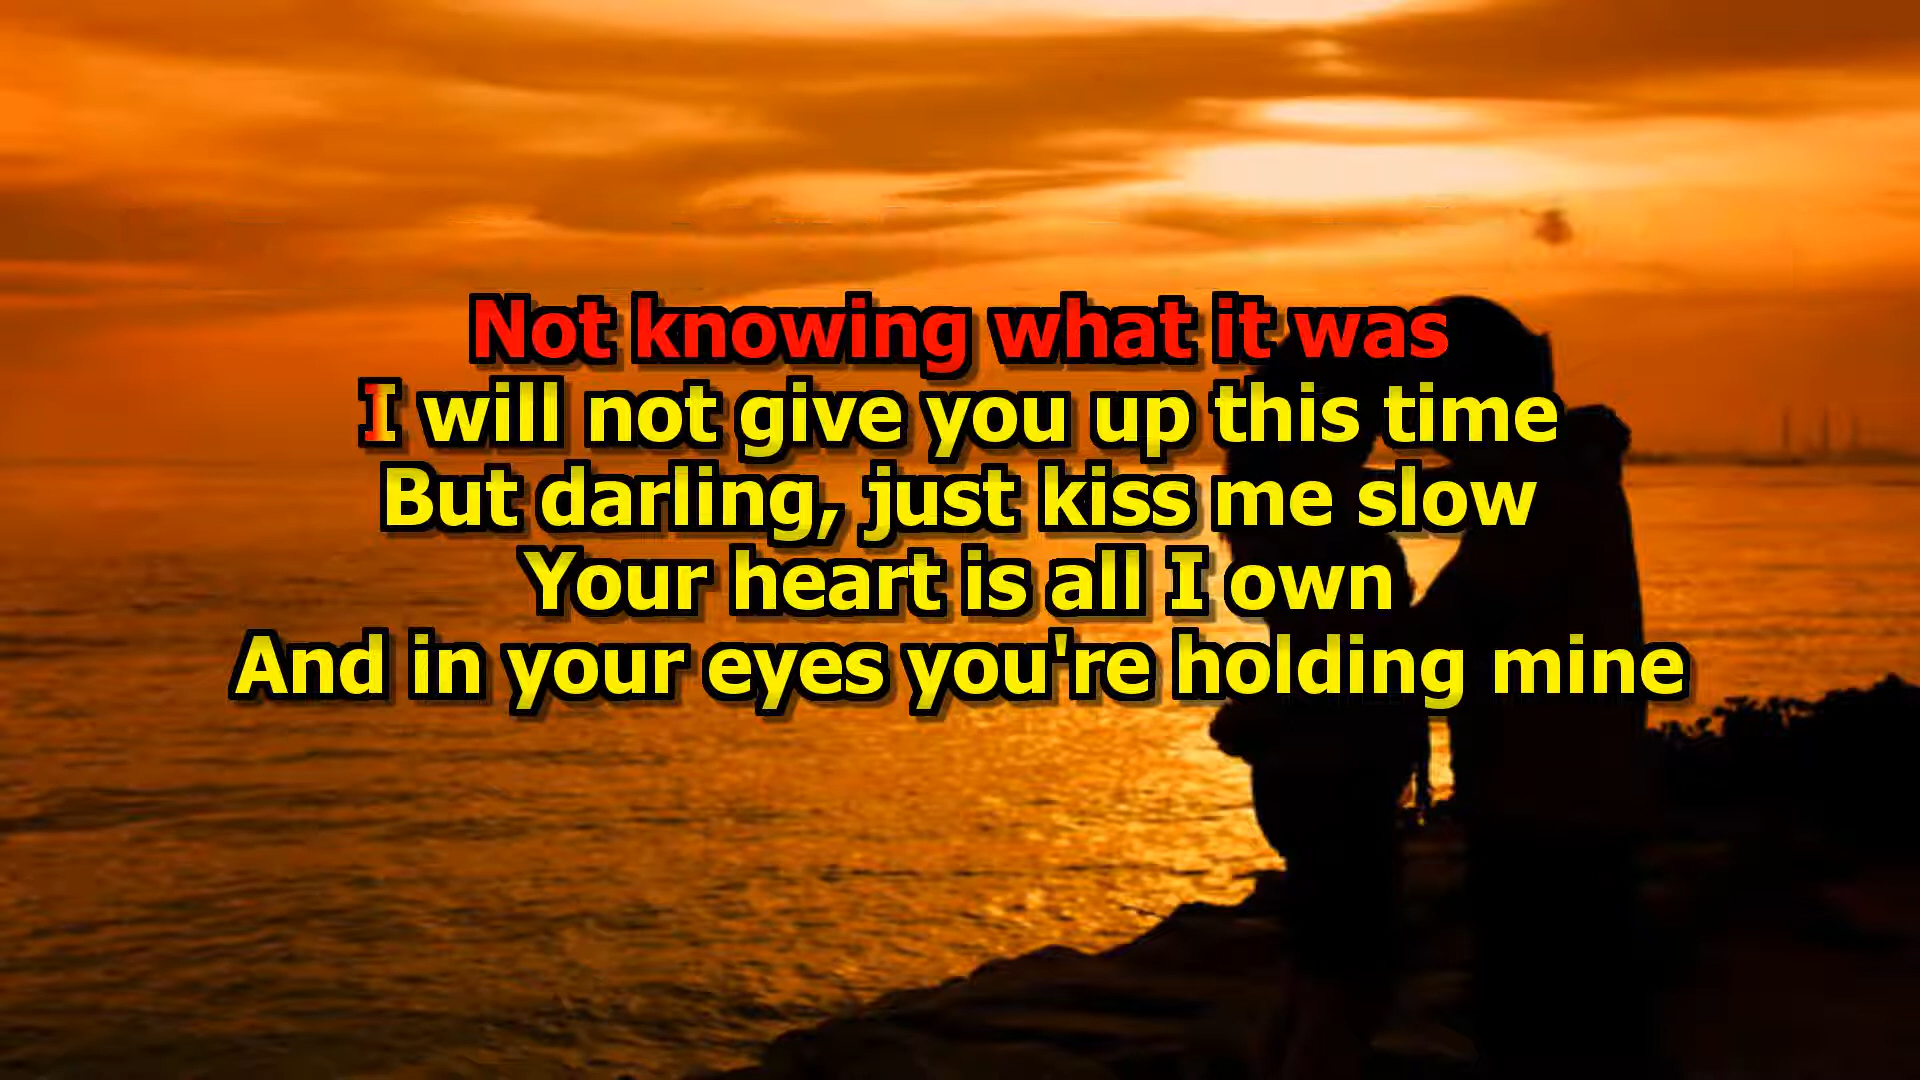 Not knowing what it was
I will not give you up this time
But darling, just kiss me slow
Your heart is all I own
And in your eyes you're holding mine